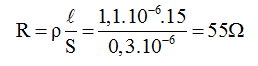 R = ρ ℓ/S = 1,1.10⁻⁶.15/0,3.10⁻⁶ = 55Ω